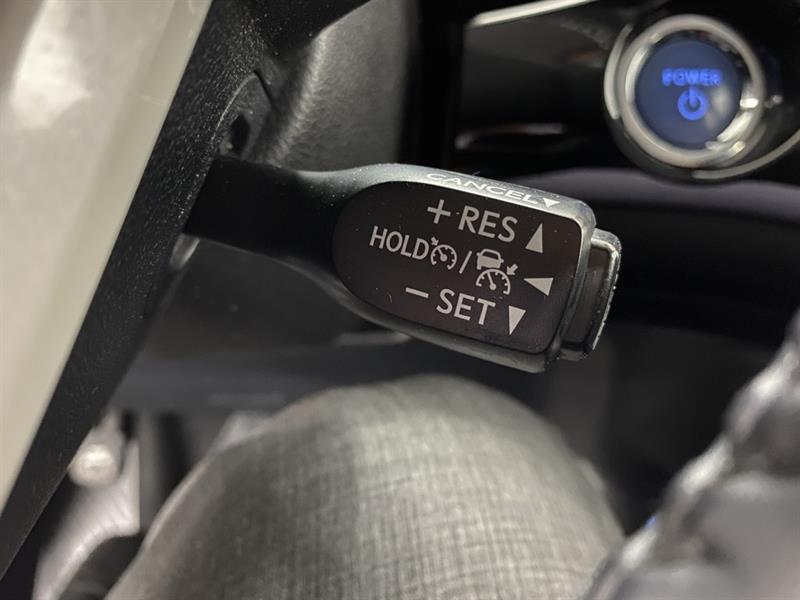 POWER
CANCEL
+ RES
HOLD /
− SET